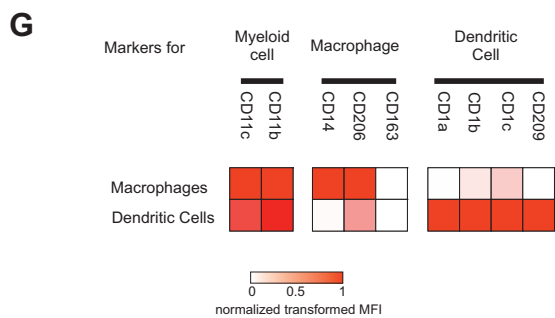 G
Markers for
Myeloid
cell
Macrophage
Dendritic
Cell
CD11c
CD11b
CD14
CD206
CD163
CD1a
CD1b
CD1c
CD209
Macrophages
Dendritic Cells
0 0.5 1
normalized transformed MFI